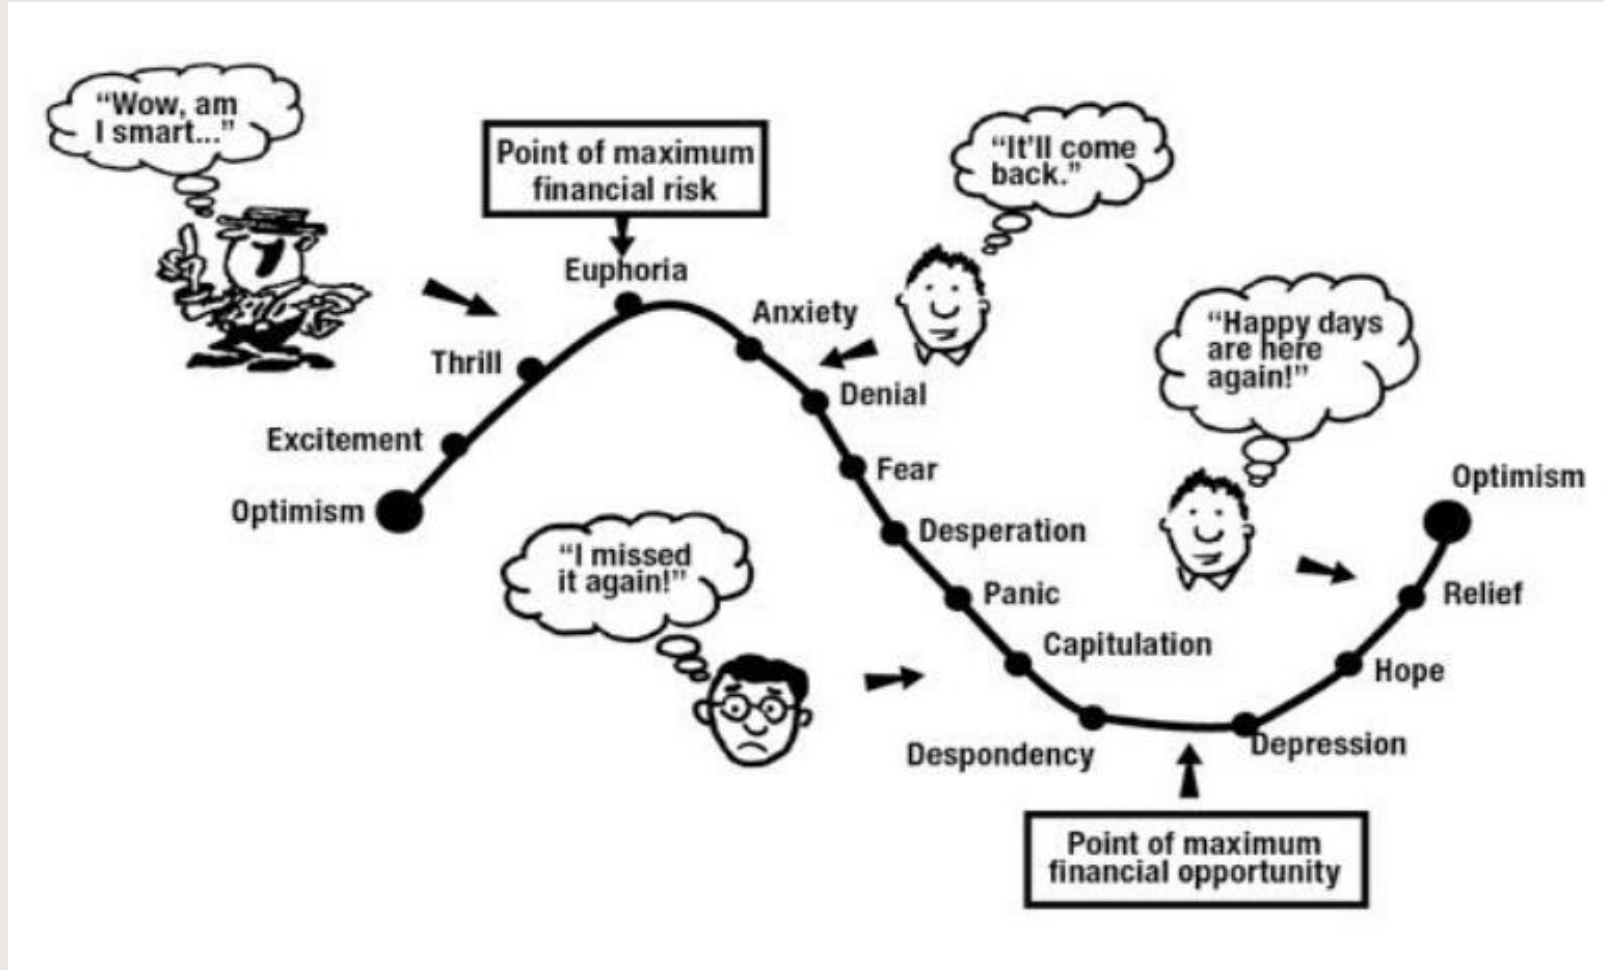 “Wow, am
I smart...”
Point of maximum
financial risk
Euphoria
“It’ll come
back.”
Anxiety
Thrill
Denial
“Happy days
are here
again!”
Excitement
Fear
Optimism
Optimism
Desperation
“I missed
it again!”
Panic
Relief
Capitulation
Hope
Despondency
Depression
Point of maximum
financial opportunity